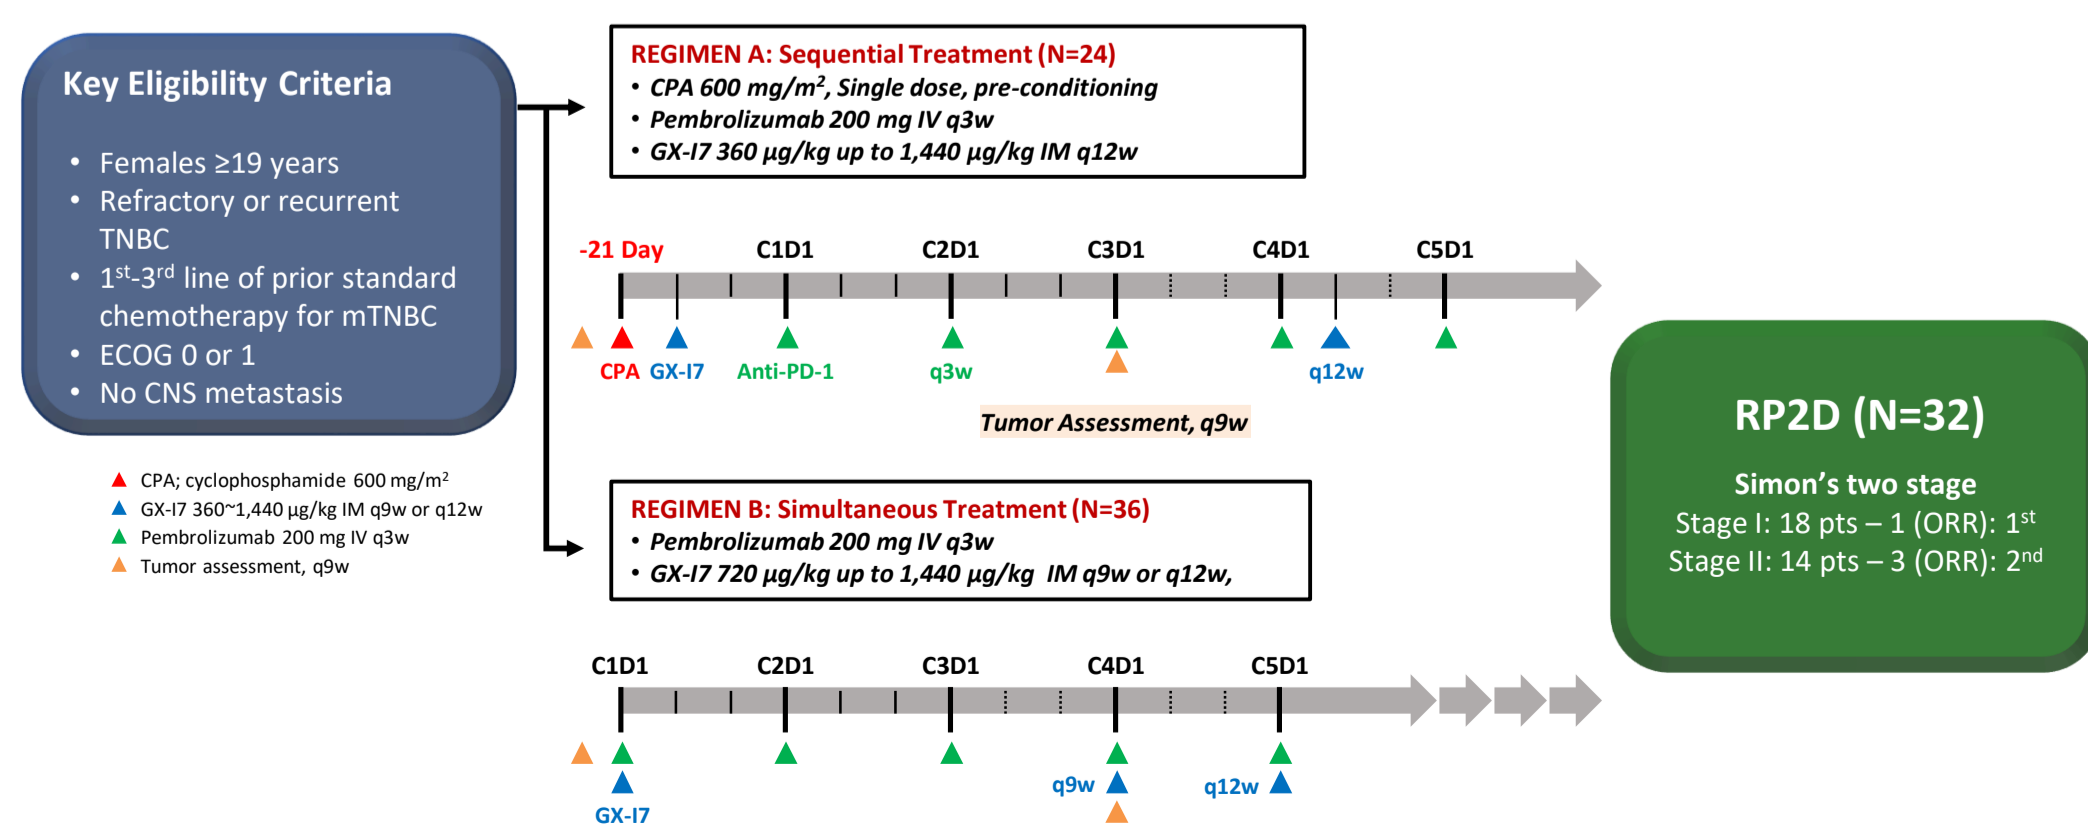 Key Eligibility Criteria
• Females ≥19 years
• Refractory or recurrent
TNBC
• 1st-3rd line of prior standard
chemotherapy for mTNBC
• ECOG 0 or 1
• No CNS metastasis
CPA; cyclophosphamide 600 mg/m²
GX-I7 360~1,440 µg/kg IM q9w or q12w
Pembrolizumab 200 mg IV q3w
Tumor assessment, q9w
REGIMEN A: Sequential Treatment (N=24)
• CPA 600 mg/m², Single dose, pre-conditioning
• Pembrolizumab 200 mg IV q3w
• GX-I7 360 µg/kg up to 1,440 µg/kg IM q12w
-21 Day C1D1 C2D1 C3D1 C4D1 C5D1
CPA GX-I7 Anti-PD-1 q3w q12w
Tumor Assessment, q9w
REGIMEN B: Simultaneous Treatment (N=36)
• Pembrolizumab 200 mg IV q3w
• GX-I7 720 µg/kg up to 1,440 µg/kg IM q9w or q12w,
C1D1 C2D1 C3D1 C4D1 C5D1
q9w q12w
GX-I7
RP2D (N=32)
Simon's two stage
Stage I: 18 pts – 1 (ORR): 1st
Stage II: 14 pts – 3 (ORR): 2nd